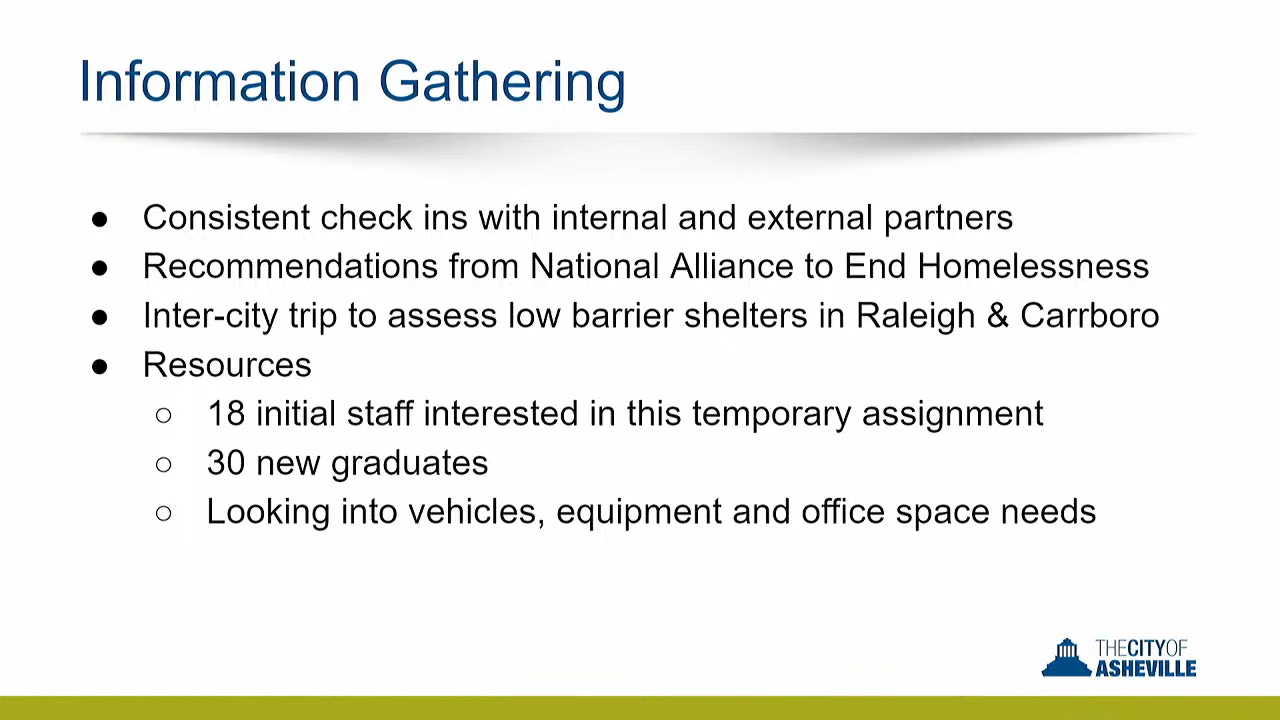 Information Gathering
● Consistent check ins with internal and external partners
● Recommendations from National Alliance to End Homelessness
● Inter-city trip to assess low barrier shelters in Raleigh & Carrboro
● Resources
○ 18 initial staff interested in this temporary assignment
○ 30 new graduates
○ Looking into vehicles, equipment and office space needs
THE CITY OF
ASHEVILLE